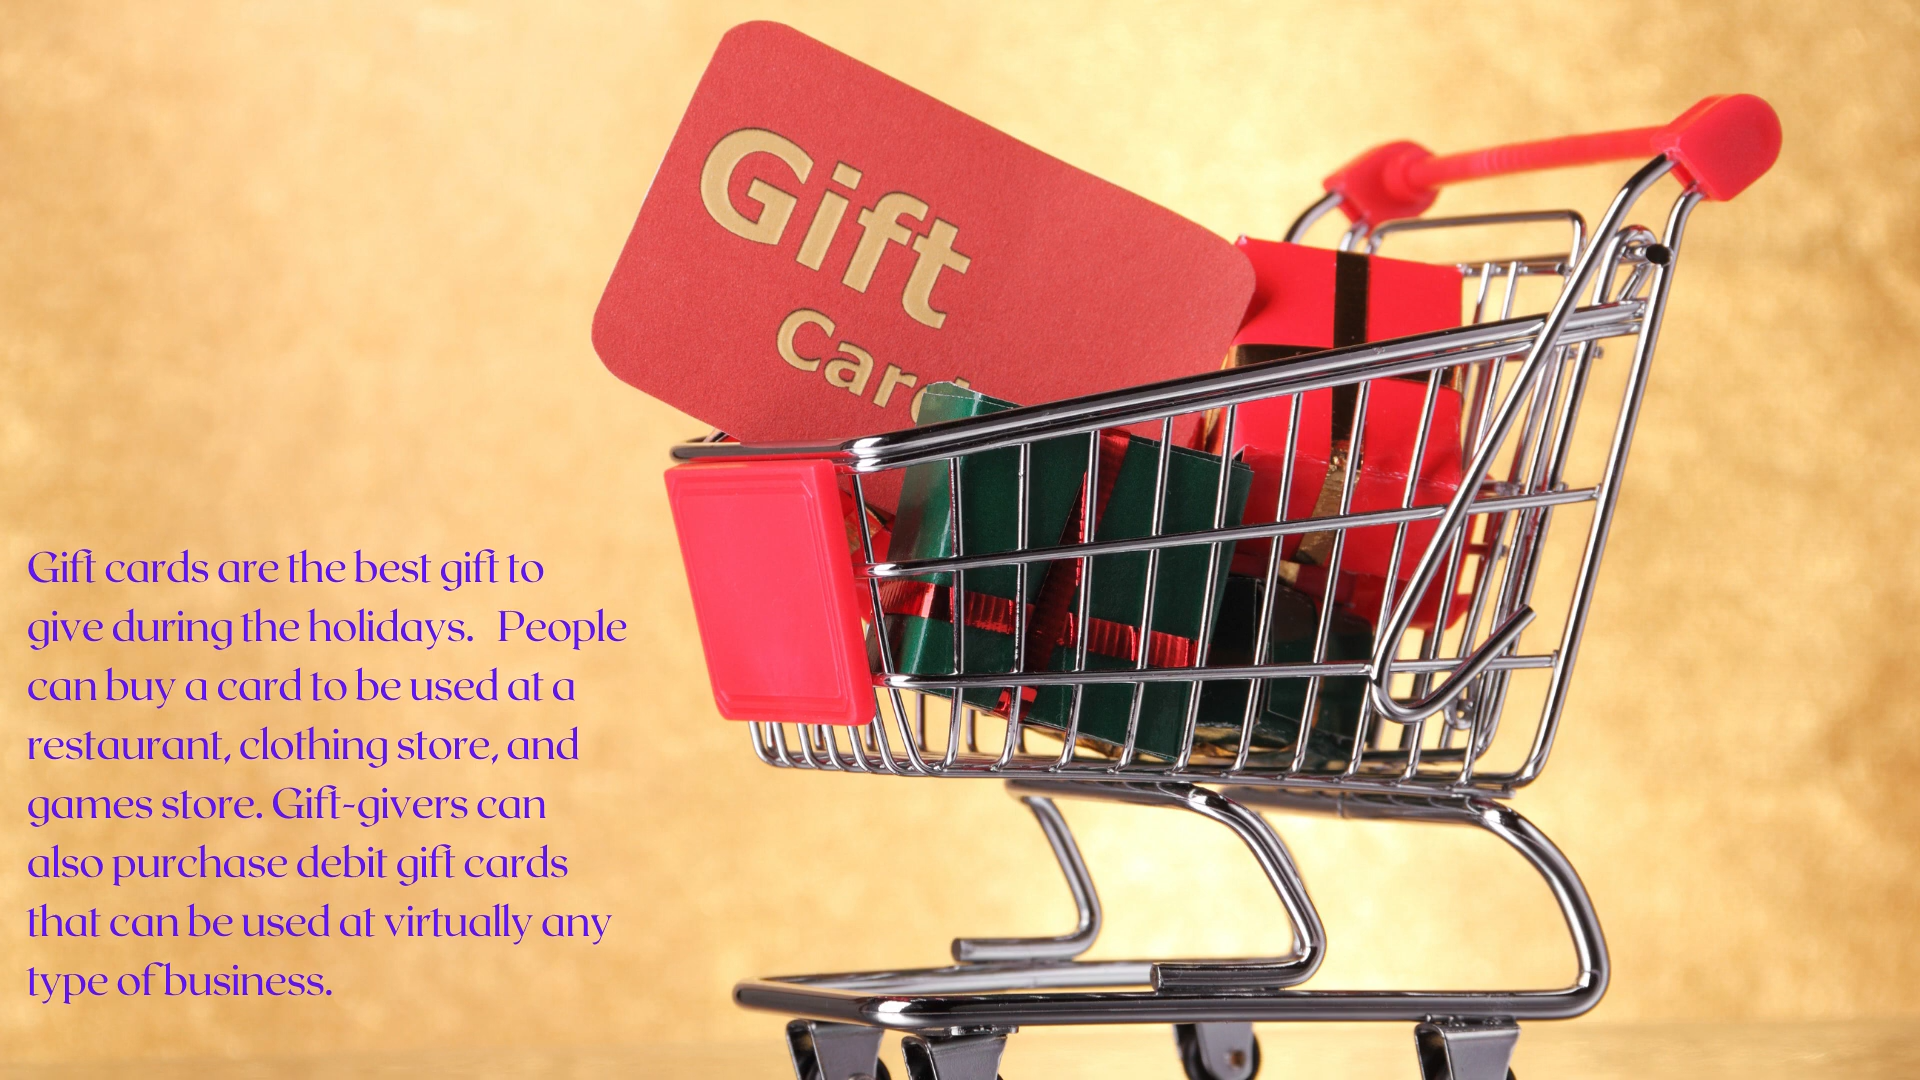 Gift
Card
Gift cards are the best gift to
give during the holidays.   People
can buy a card to be used at a
restaurant, clothing store, and
games store. Gift-givers can
also purchase debit gift cards
that can be used at virtually any
type of business.